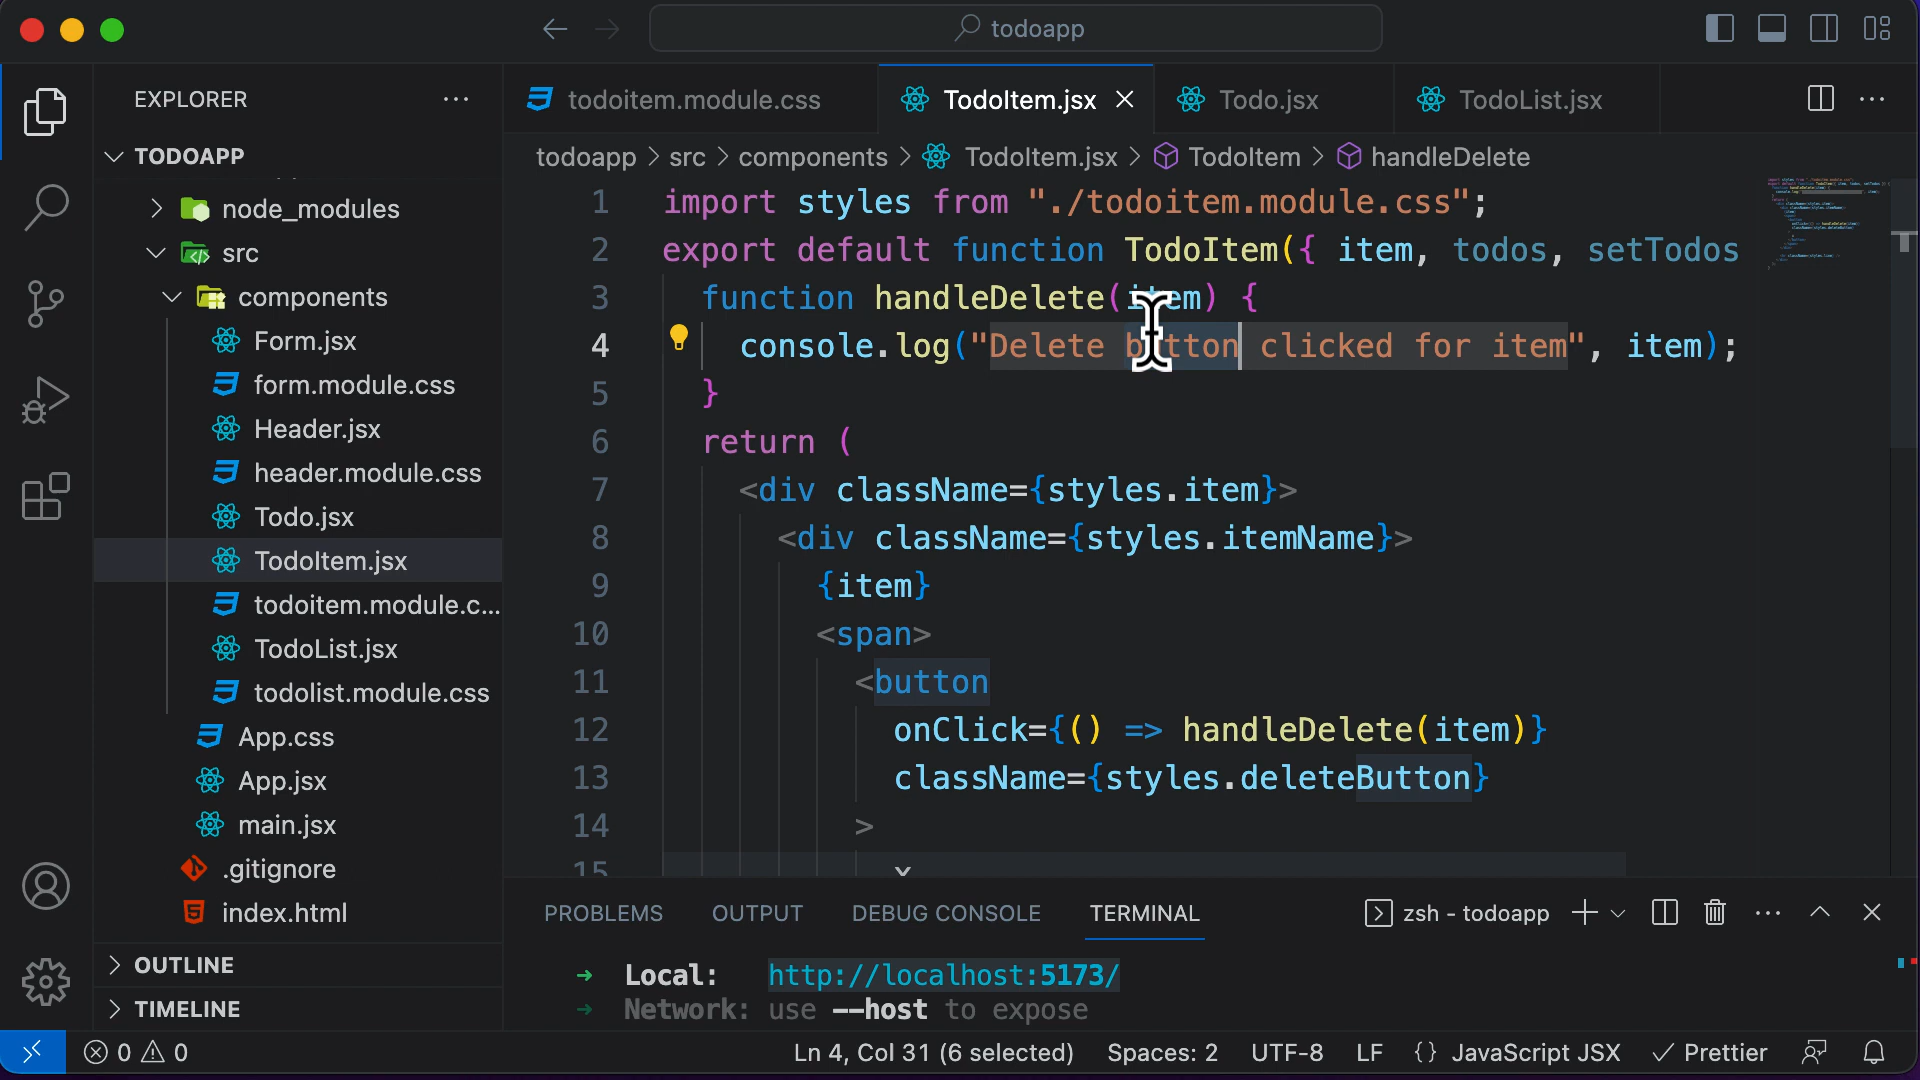 todoapp
EXPLORER
TODOAPP
node_modules
src
components
Form.jsx
form.module.css
Header.jsx
header.module.css
Todo.jsx
TodoItem.jsx
todoitem.module.c...
TodoList.jsx
todolist.module.css
App.css
App.jsx
main.jsx
.gitignore
index.html
OUTLINE
TIMELINE
todoitem.module.css TodoItem.jsx Todo.jsx TodoList.jsx
todoapp > src > components > TodoItem.jsx > TodoItem > handleDelete
1 import styles from "./todoitem.module.css";
2 export default function TodoItem({ item, todos, setTodos
3 function handleDelete(item) {
4 console.log("Delete button clicked for item", item);
5 }
6 return (
7 <div className={styles.item}>
8 <div className={styles.itemName}>
9 {item}
10 <span>
11 <button
12 onClick={() => handleDelete(item)}
13 className={styles.deleteButton}
14 >
15 x
PROBLEMS OUTPUT DEBUG CONSOLE TERMINAL zsh - todoapp
➜ Local: http://localhost:5173/
➜ Network: use --host to expose
0 0 Ln 4, Col 31 (6 selected) Spaces: 2 UTF-8 LF {} JavaScript JSX Prettier